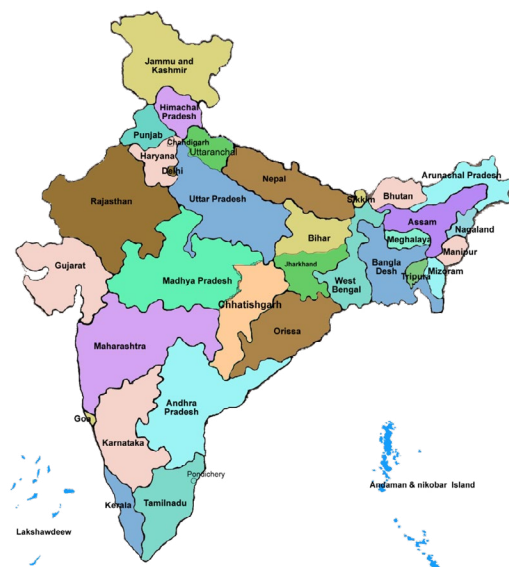 Jammu and
Kashmir
Himachal
Pradesh
Punjab
Chandigarh
Uttaranchal
Haryana
Delhi
Rajasthan
Uttar Pradesh
Nepal
Sikkim
Bhutan
Arunachal Pradesh
Assam
Nagaland
Meghalaya
Manipur
Bihar
Gujarat
Madhya Pradesh
Jharkhand
West
Bengal
Bangla
Desh
Tripura
Mizoram
Chhatishgarh
Orissa
Maharashtra
Andhra
Pradesh
Goa
Karnataka
Pondichery
Kerala
Tamilnadu
Andaman & nikobar Island
Lakshawdeew